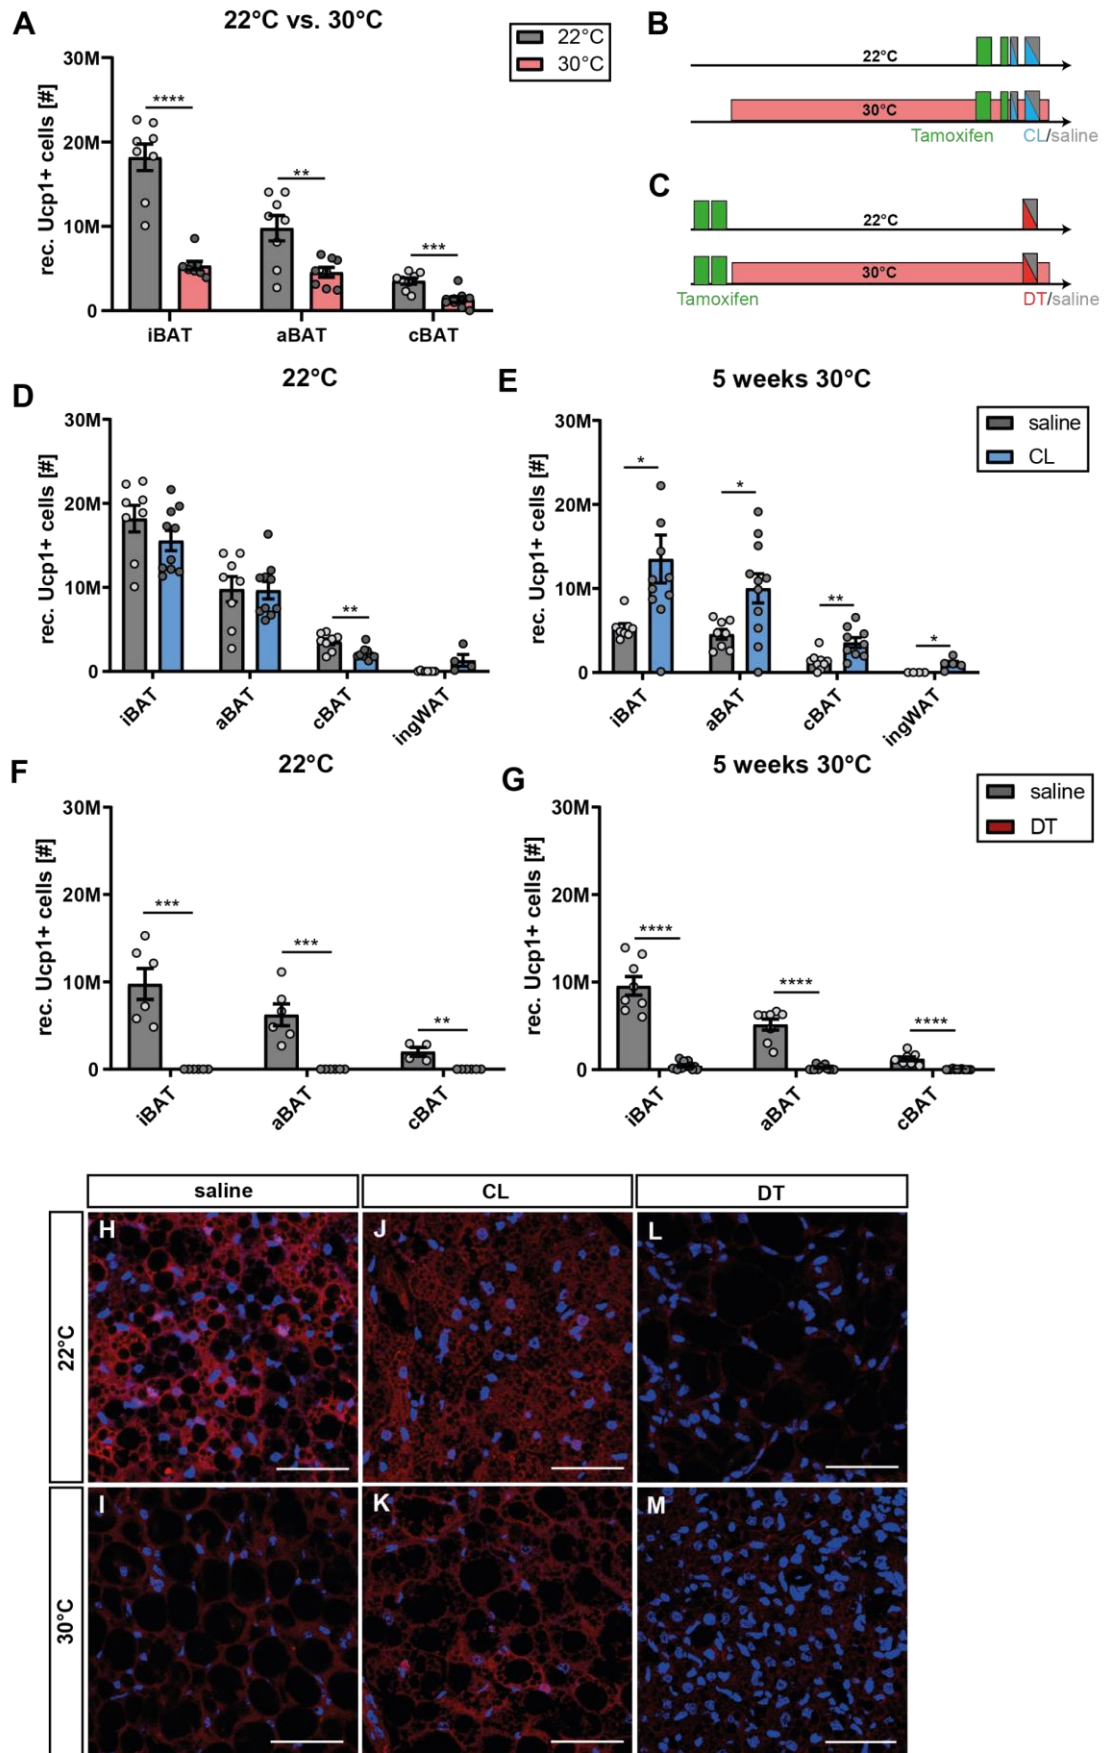 A
22°C vs. 30°C
22°C
30°C
rec. Ucp1+ cells [#]
30M
20M
10M
0
****
**
***
iBAT
aBAT
cBAT
B
22°C
30°C
Tamoxifen
CL/saline
C
22°C
30°C
Tamoxifen
DT/saline
D
22°C
rec. Ucp1+ cells [#]
30M
20M
10M
0
**
iBAT
aBAT
cBAT
ingWAT
E
5 weeks 30°C
saline
CL
rec. Ucp1+ cells [#]
30M
20M
10M
0
*
*
**
*
iBAT
aBAT
cBAT
ingWAT
F
22°C
rec. Ucp1+ cells [#]
30M
20M
10M
0
***
***
**
iBAT
aBAT
cBAT
G
5 weeks 30°C
saline
DT
rec. Ucp1+ cells [#]
30M
20M
10M
0
****
****
****
iBAT
aBAT
cBAT
saline
CL
DT
22°C
H
J
L
30°C
I
K
M